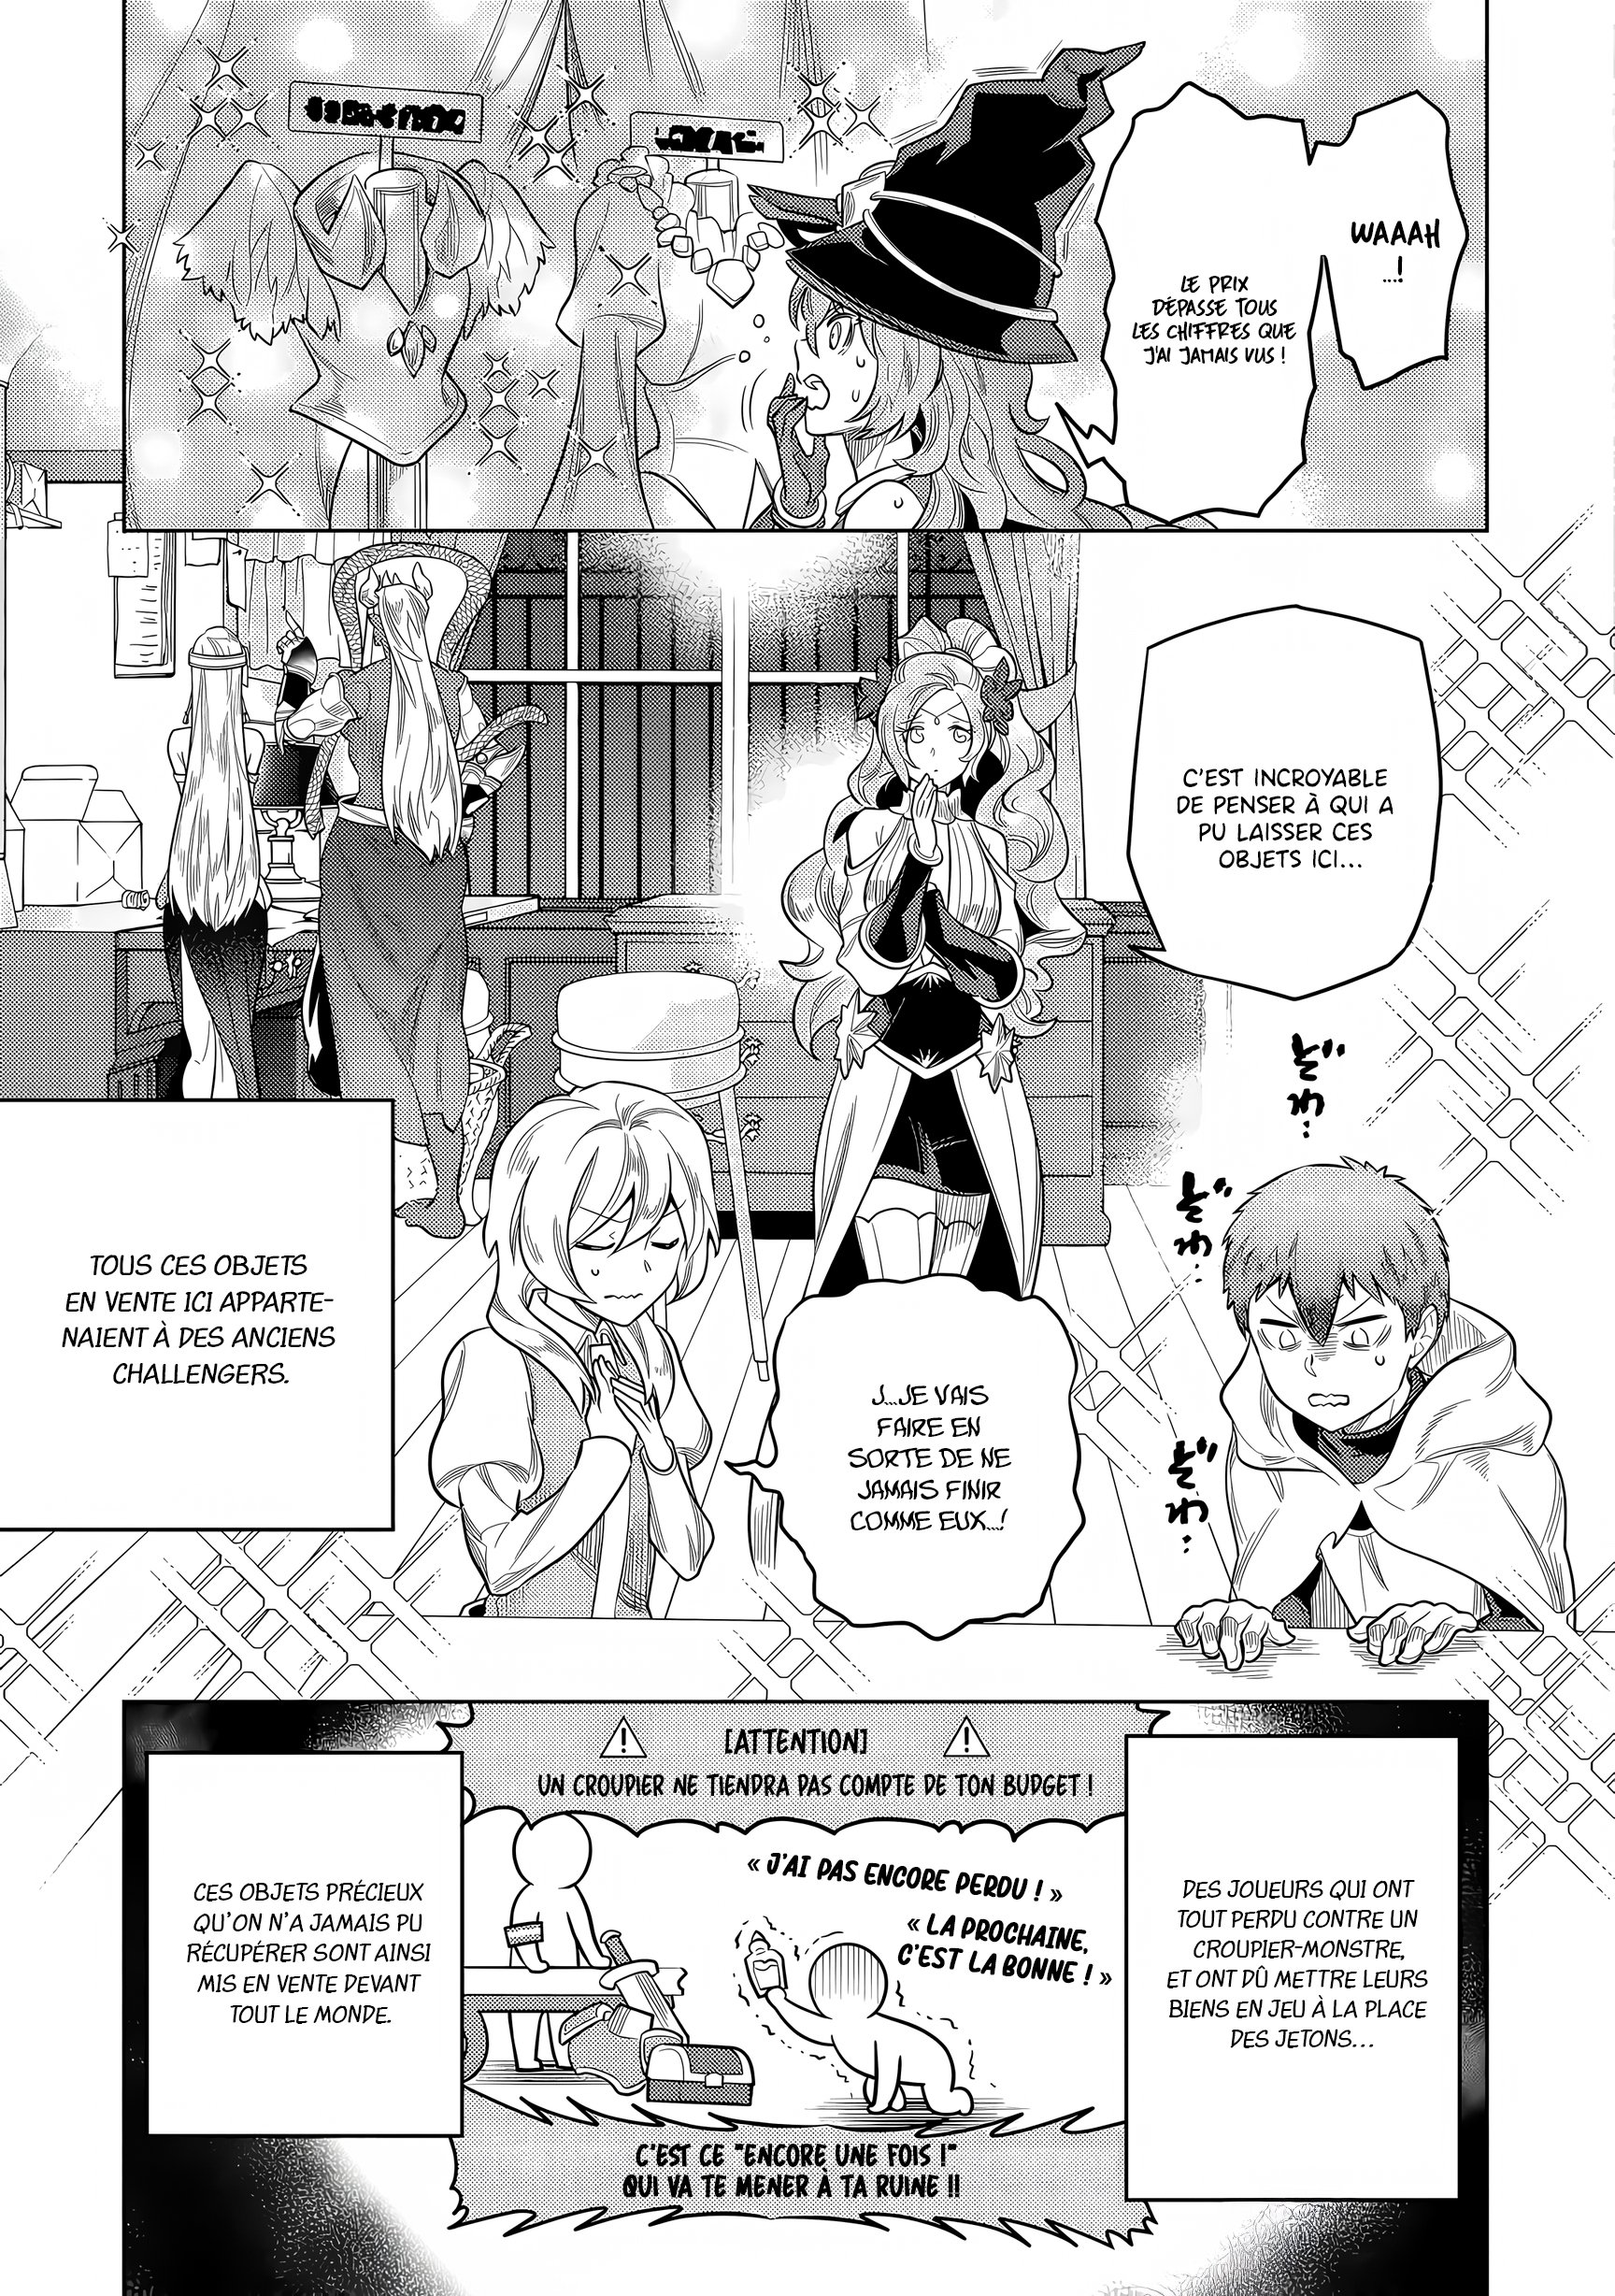 WAAAH
...!
LE PRIX
DÉPASSE TOUS
LES CHIFFRES QUE
J'AI JAMAIS VUS !
C'EST INCROYABLE
DE PENSER À QUI A
PU LAISSER CES
OBJETS ICI...
ぞわ…
ぞわ…
ぞわ…
TOUS CES OBJETS
EN VENTE ICI APPARTE-
NAIENT À DES ANCIENS
CHALLENGERS.
J...JE VAIS
FAIRE EN
SORTE DE NE
JAMAIS FINIR
COMME EUX...!
DES JOUEURS QUI ONT
TOUT PERDU CONTRE UN
CROUPIER-MONSTRE,
ET ONT DÛ METTRE LEURS
BIENS EN JEU À LA PLACE
DES JETONS...
[ATTENTION]
UN CROUPIER NE TIENDRA PAS COMPTE DE TON BUDGET !
« J'AI PAS ENCORE PERDU ! »
« LA PROCHAINE,
C'EST LA BONNE ! »
C'EST CE "ENCORE UNE FOIS !"
QUI VA TE MENER À TA RUINE !!
CES OBJETS PRÉCIEUX
QU'ON N'A JAMAIS PU
RÉCUPÉRER SONT AINSI
MIS EN VENTE DEVANT
TOUT LE MONDE.